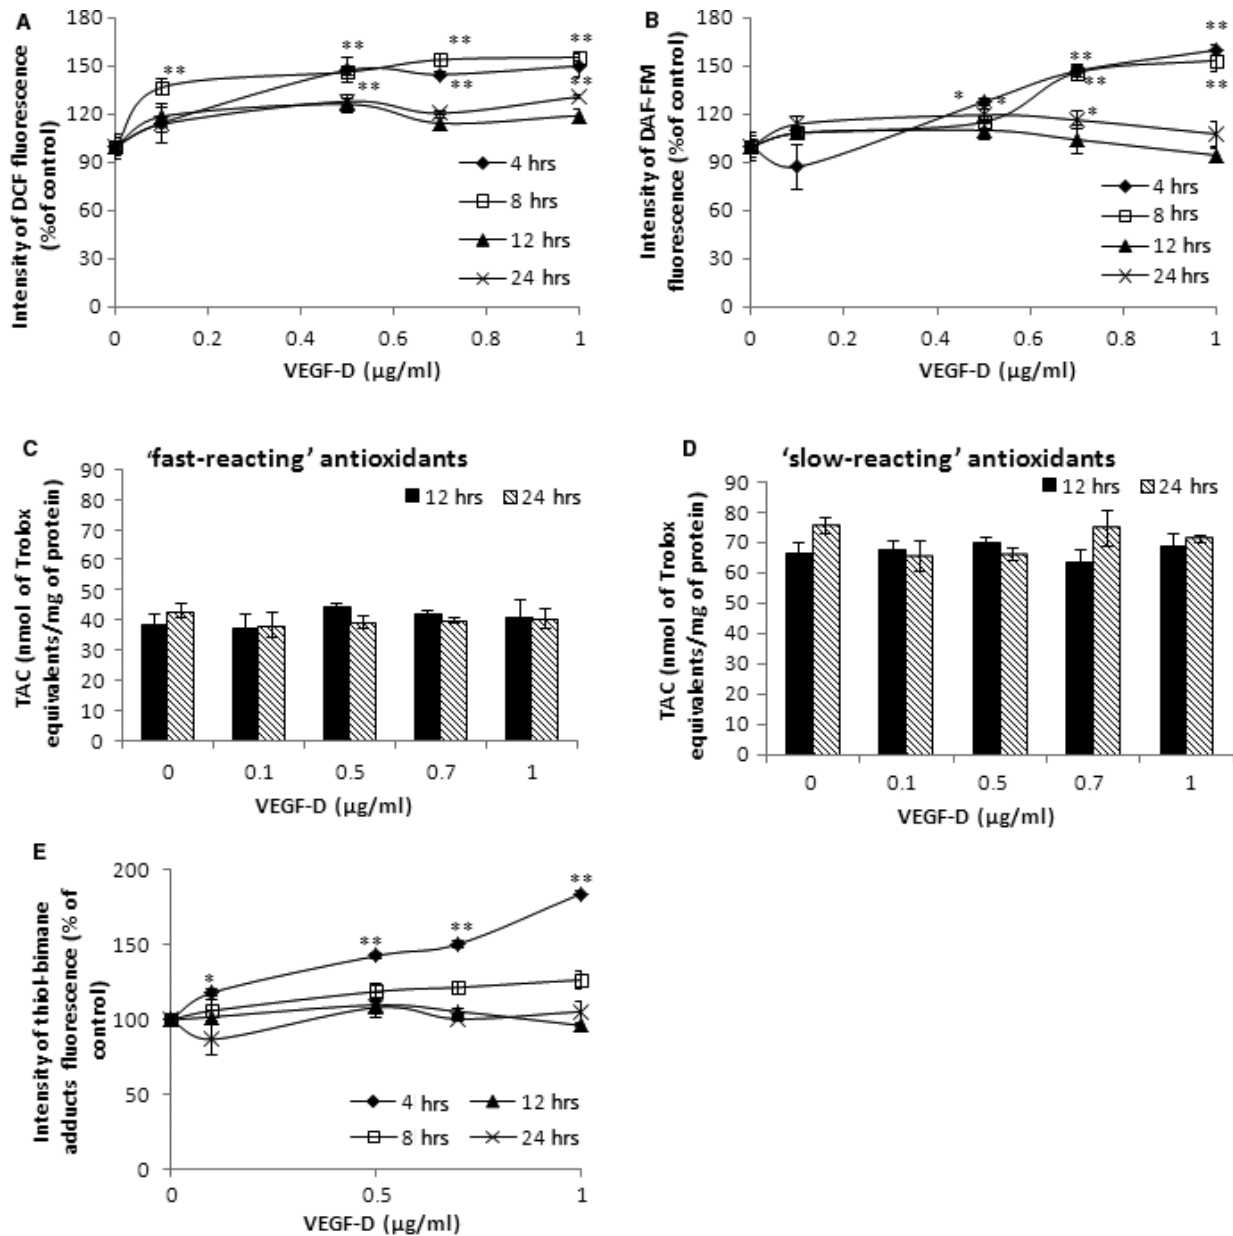 A
Intensity of DCF fluorescence
(%of control)
180
150
120
90
60
30
0
** ** ** **
** ** **
4 hrs
8 hrs
12 hrs
24 hrs
0 0.2 0.4 0.6 0.8 1
VEGF-D (µg/ml)
B
Intensity of DAF-FM
fluorescence (%of control)
180
150
120
90
60
30
0
* * ** ** * ** **
4 hrs
8 hrs
12 hrs
24 hrs
0 0.2 0.4 0.6 0.8 1
VEGF-D (µg/ml)
C
'fast-reacting' antioxidants
12 hrs 24 hrs
TAC (nmol of Trolox
equivalents/mg of protein)
90
80
70
60
50
40
30
20
10
0
0 0.1 0.5 0.7 1
VEGF-D (µg/ml)
D
'slow-reacting' antioxidants
12 hrs 24 hrs
TAC (nmol of Trolox
equivalents/mg of protein)
90
80
70
60
50
40
30
20
10
0
0 0.1 0.5 0.7 1
VEGF-D (µg/ml)
E
Intensity of thiol-bimane
adducts fluorescence (% of
control)
200
150
100
50
0
* ** ** **
4 hrs 12 hrs
8 hrs 24 hrs
0 0.5 1
VEGF-D (µg/ml)